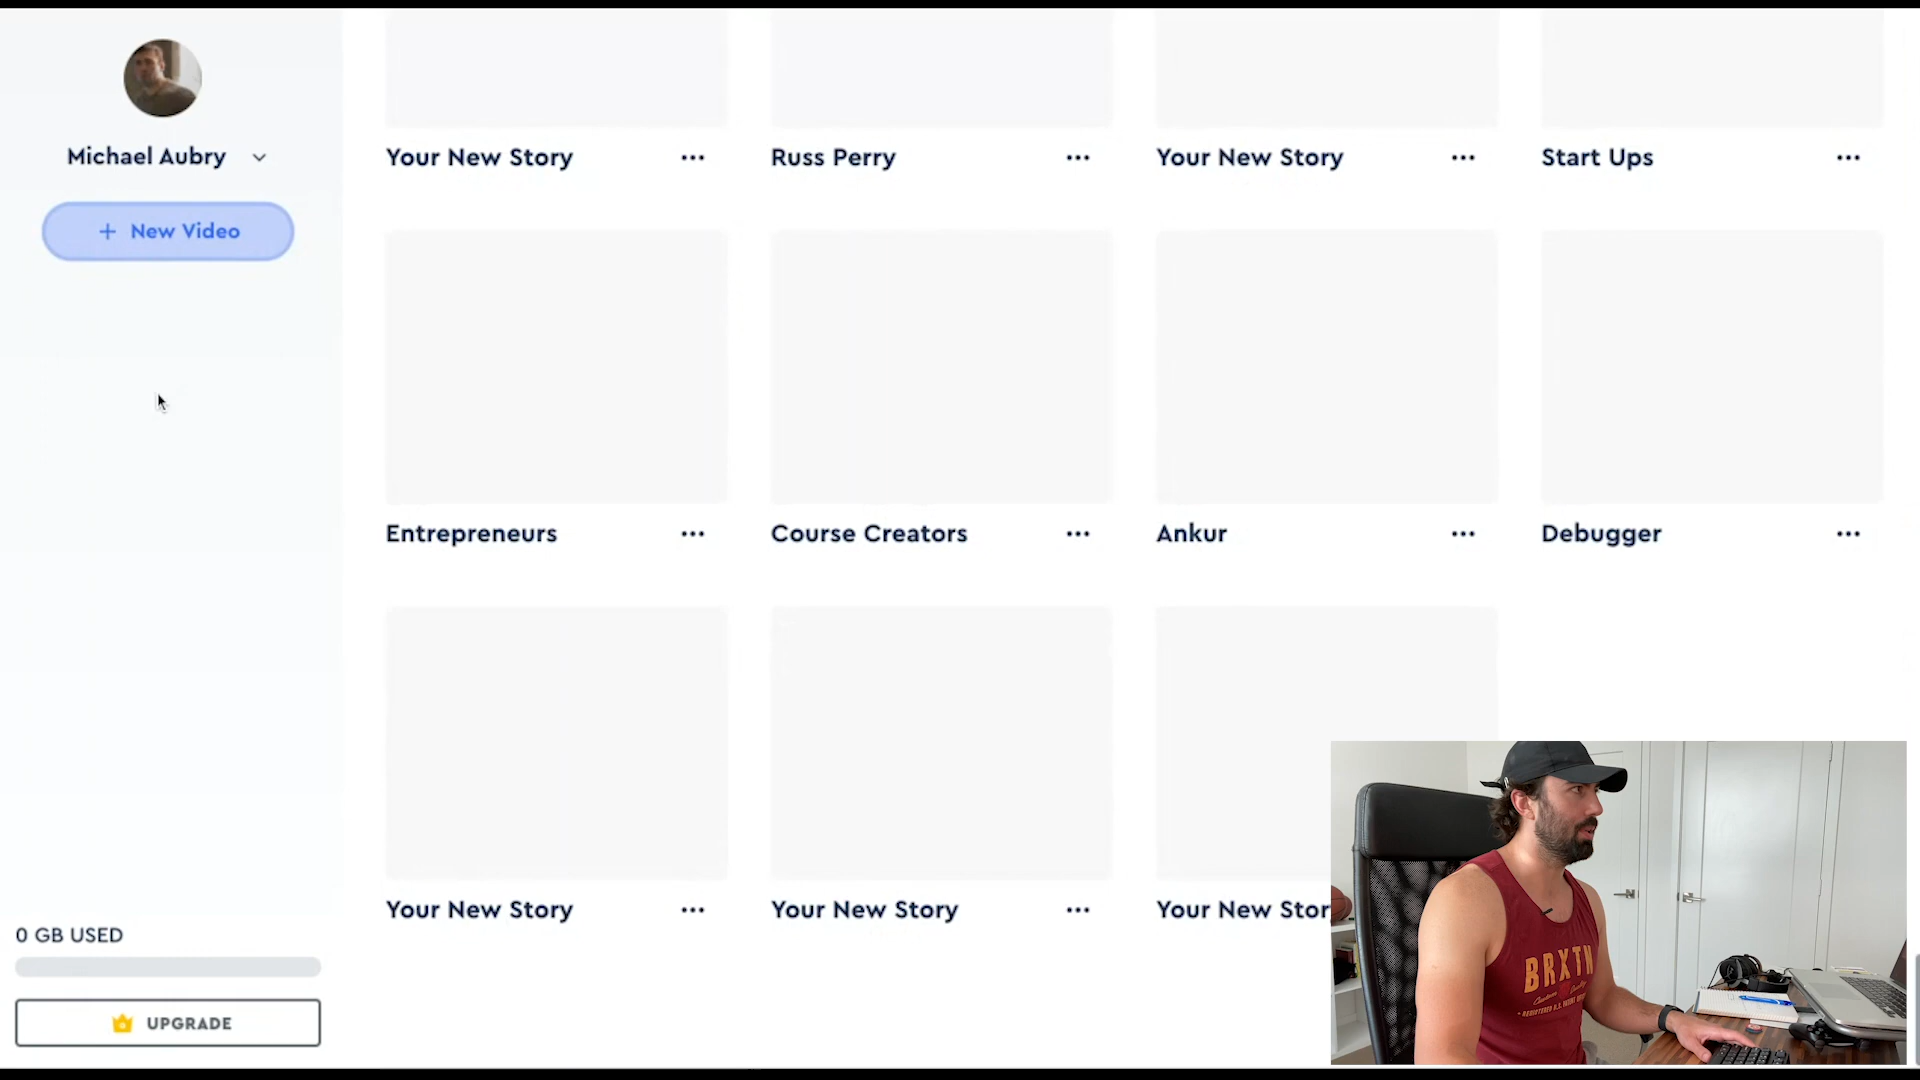 Michael Aubry
+ New Video
Your New Story ...
Russ Perry ...
Your New Story ...
Start Ups ...
Entrepreneurs ...
Course Creators ...
Ankur ...
Debugger ...
Your New Story ...
Your New Story ...
Your New Stor
0 GB USED
UPGRADE
BRXTN